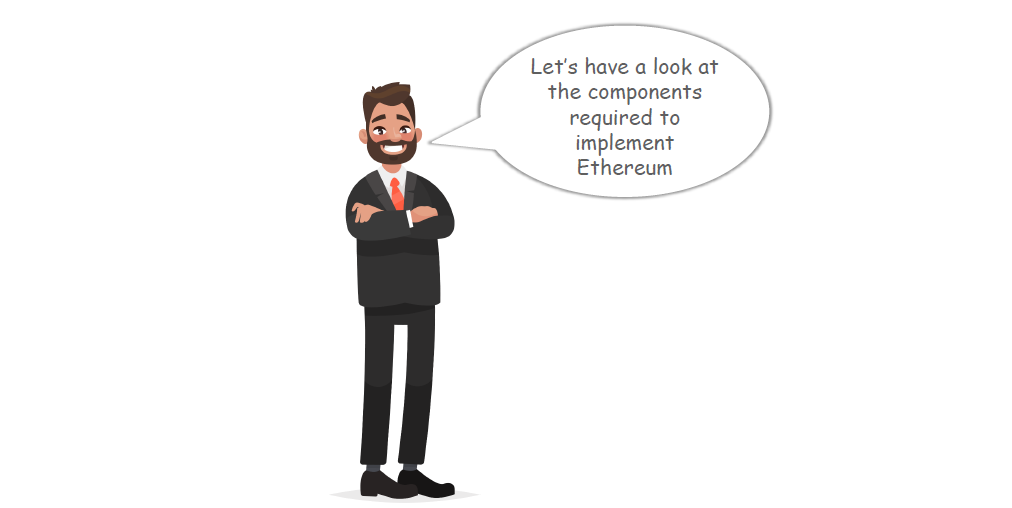 Let’s have a look at
the components
required to
implement
Ethereum